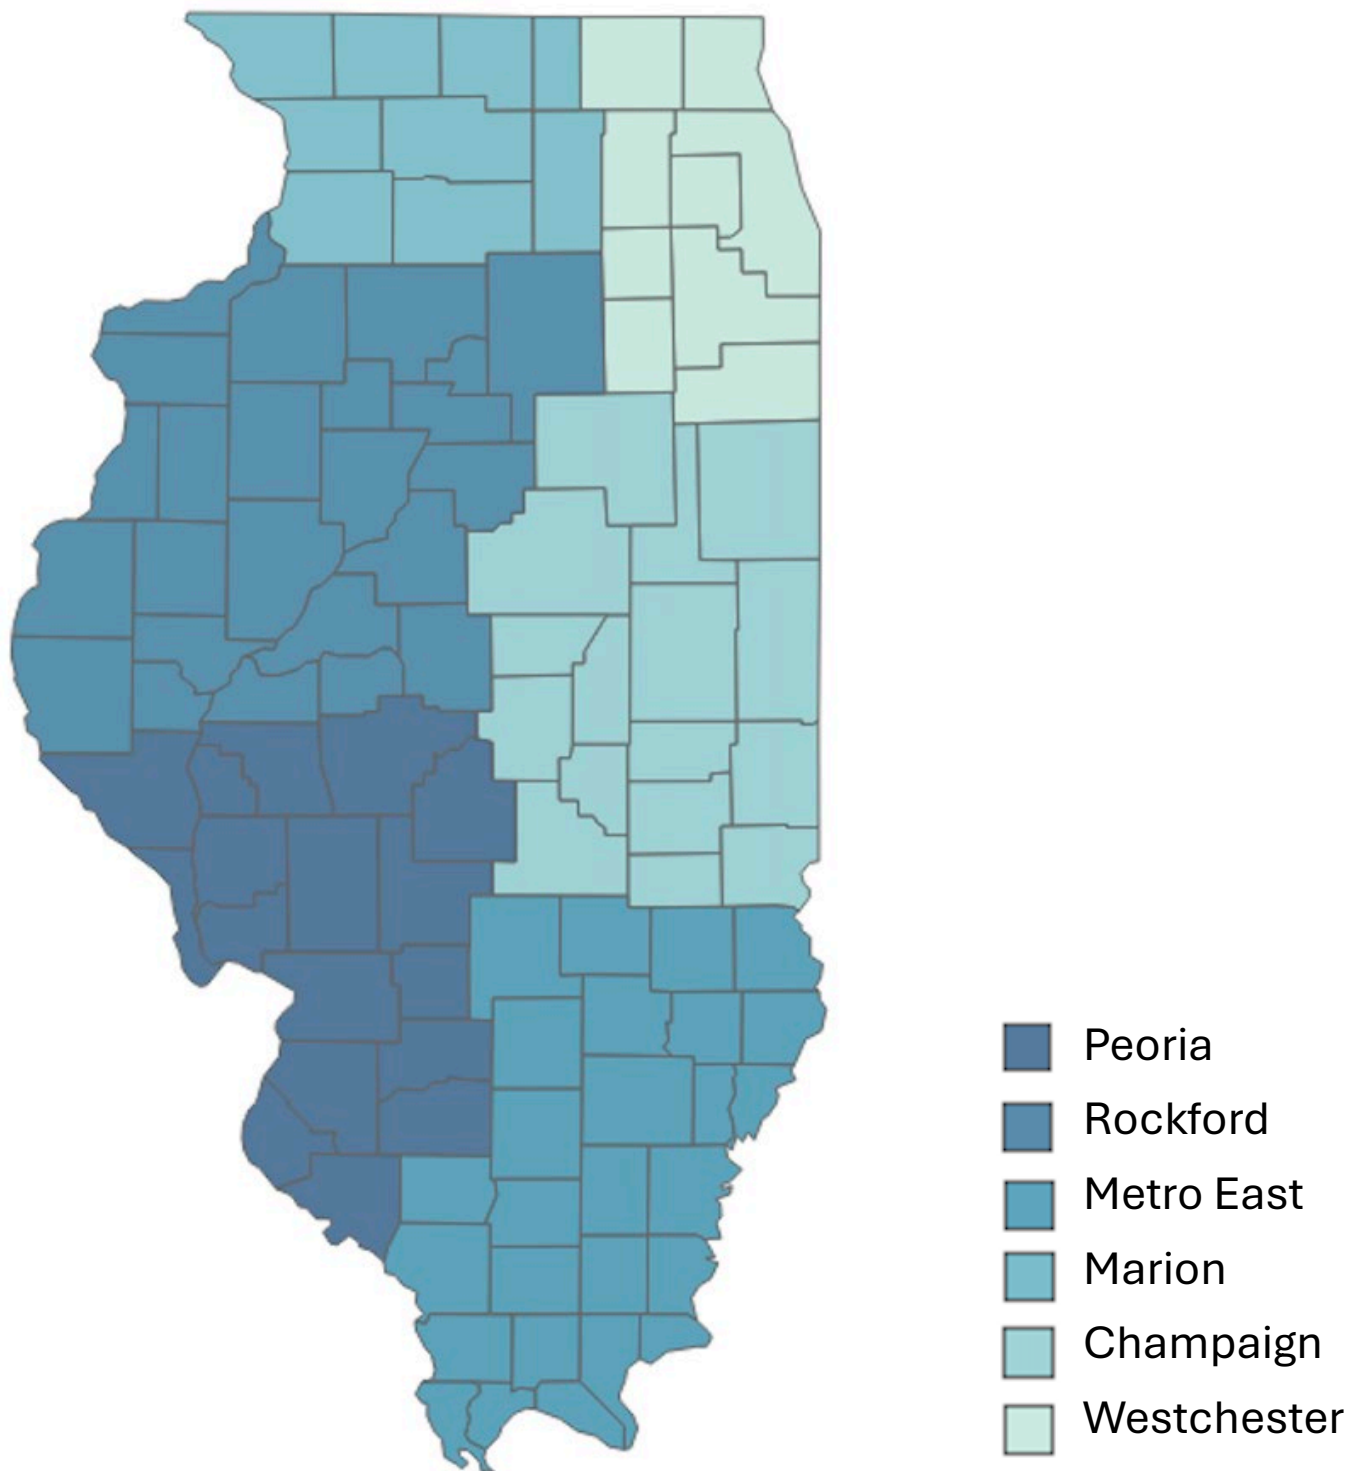 Peoria
Rockford
Metro East
Marion
Champaign
Westchester